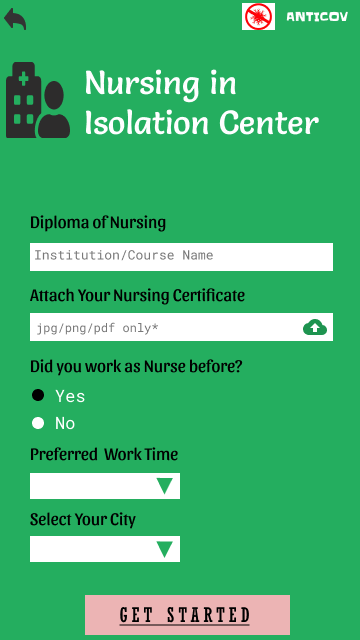 ANTICOV
Nursing in
Isolation Center
Diploma of Nursing
Institution/Course Name
Attach Your Nursing Certificate
jpg/png/pdf only*
Did you work as Nurse before?
Yes
No
Preferred Work Time
Select Your City
GET STARTED